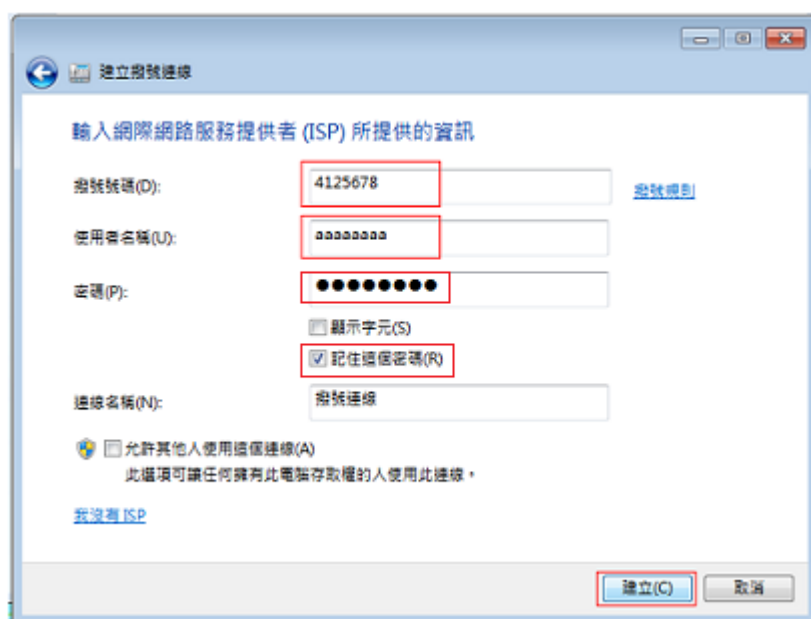 建立撥號連線
輸入網際網路服務提供者 (ISP) 所提供的資訊
撥號號碼(D):
4125678
撥號規則
使用者名稱(U):
aaaaaaaa
密碼(P):
●●●●●●●●
顯示字元(S)
記住這個密碼(R)
連線名稱(N):
撥號連線
允許其他人使用這個連線(A)
此選項可讓任何擁有此電腦存取權的人使用此連線。
我沒有 ISP
建立(C)
取消